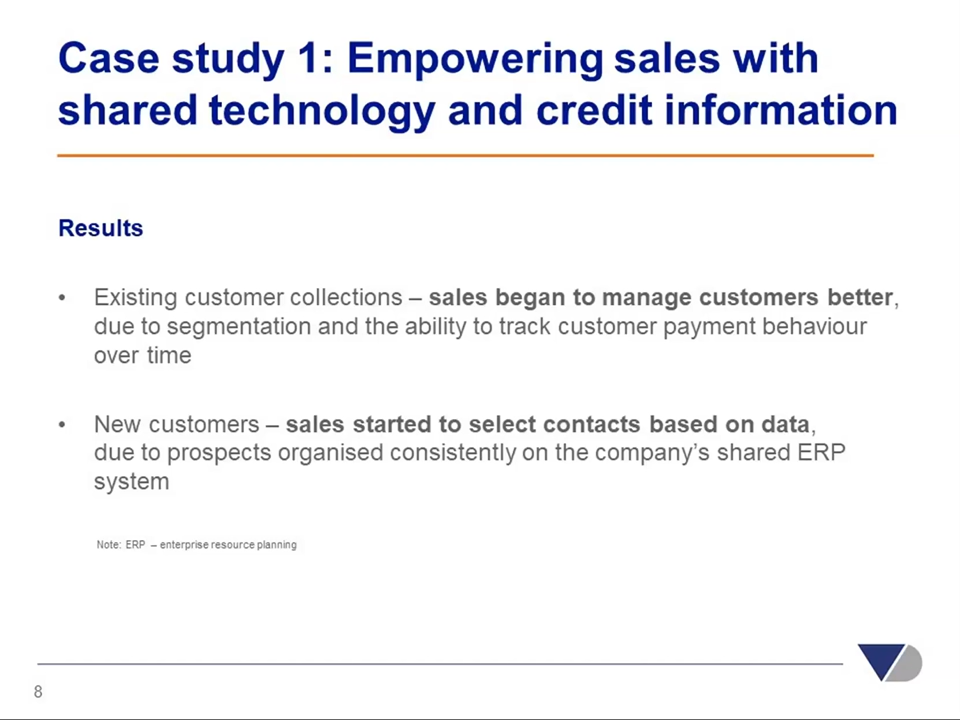 Case study 1: Empowering sales with
shared technology and credit information
Results
• Existing customer collections – sales began to manage customers better,
due to segmentation and the ability to track customer payment behaviour
over time
• New customers – sales started to select contacts based on data,
due to prospects organised consistently on the company’s shared ERP
system
Note: ERP – enterprise resource planning
8